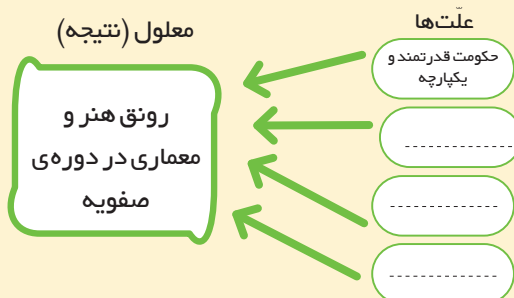 علّت‌ها
معلول (نتیجه)
حکومت قدرتمند و
یکپارچه
رونق هنر و
معماری در دوره‌ی
صفویه